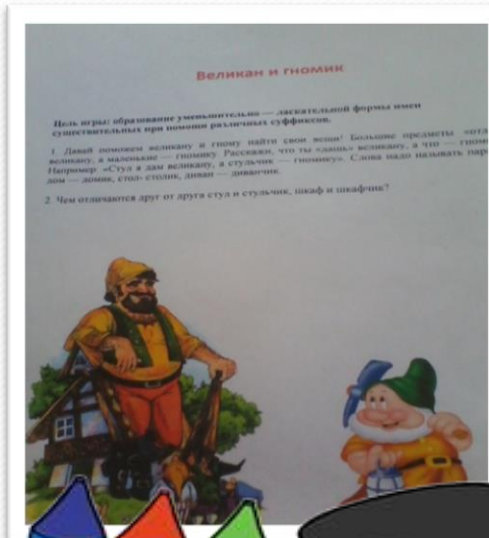 Великан и гномик
Цель игры: образование уменьшительно — ласкательной формы имен
существительных при помощи различных суффиксов.
1. Давай поможем великану и гному найти свои вещи! Большие предметы «отд
великану, а маленькие — гномику. Расскажи, что ты «дашь» великану, а что — гном
Например: «Стул я дам великану, а стульчик — гномику». Слова надо называть пар
дом — домик, стол- столик, диван — диванчик.
2. Чем отличаются друг от друга стул и стульчик, шкаф и шкафчик?